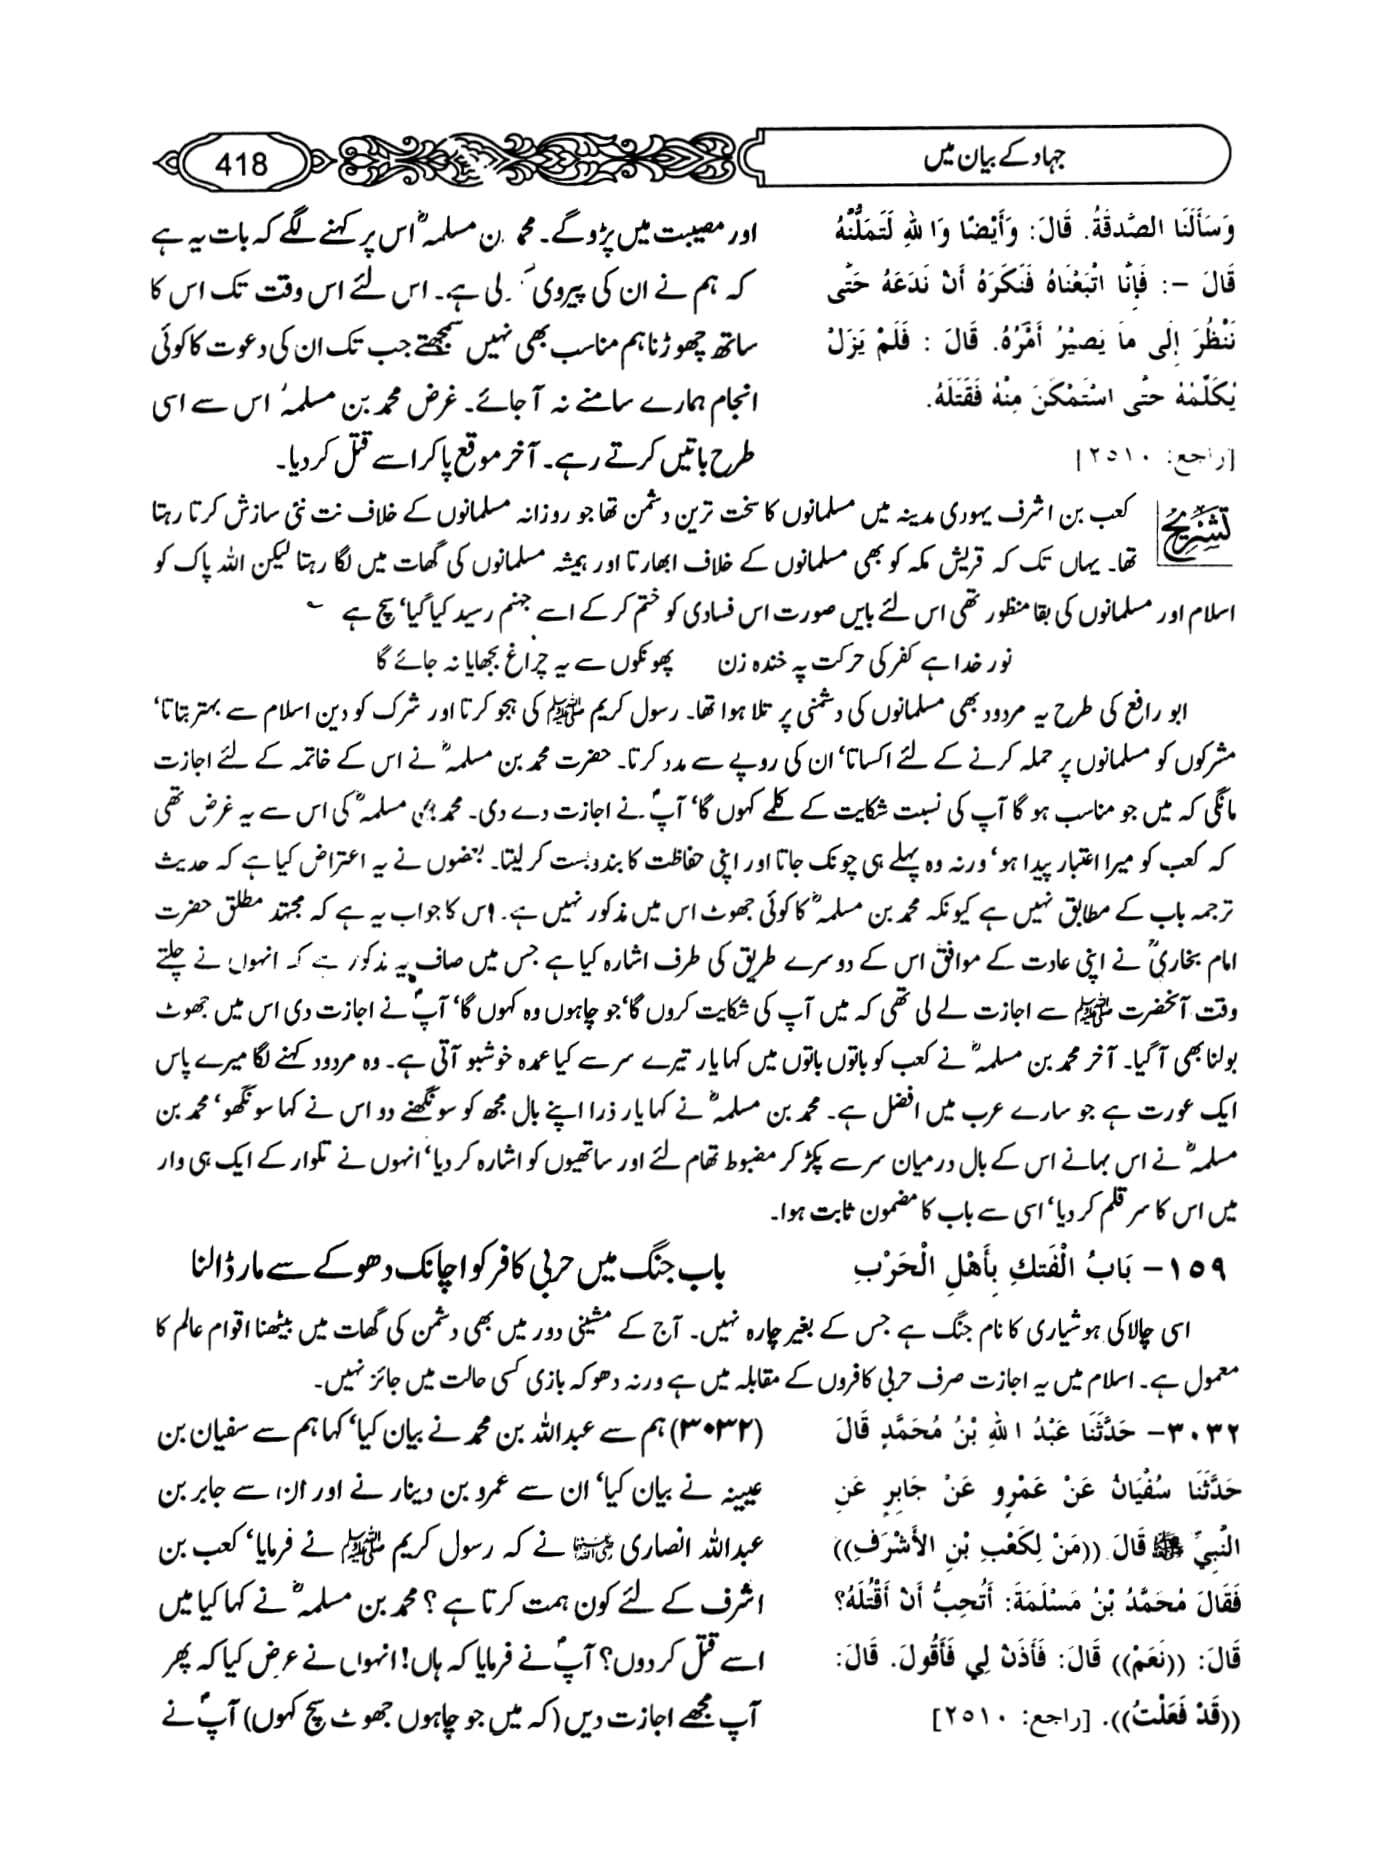 جہاد کے بیان میں
418
وَسَأَلَنَا الصَّدَقَةُ. قَالَ: وَأَيْضًا وَا للهِ لَتَمَلُّنَّهُ
قَالَ –: فَإِنَّا اتَّبَعْنَاهُ فَنَكْرَهُ أَنْ نَدَعَهُ حَتَّى
نَنْظُرَ إِلَى مَا يَصِيْرُ أَمْرُهُ. قَالَ : فَلَمْ يَزَلْ
يُكَلِّمُهُ حَتَّى اسْتَمْكَنَ مِنْهُ فَقَتَلَهُ.
[راجع: ٢٥١٠]
اور مصیبت میں پڑو گے۔ محمد بن مسلمہؓ اس پر کہنے لگے کہ بات یہ ہے
کہ ہم نے ان کی پیروی کر لی ہے۔ اس لئے اس وقت تک اس کا
ساتھ چھوڑنا ہم مناسب بھی نہیں سمجھتے جب تک ان کی دعوت کا کوئی
انجام ہمارے سامنے نہ آ جائے۔ غرض محمد بن مسلمہؓ اس سے اسی
طرح باتیں کرتے رہے۔ آخر موقع پا کر اسے قتل کر دیا۔
تشریح کعب بن اشرف یہودی مدینہ میں مسلمانوں کا سخت ترین دشمن تھا جو روزانہ مسلمانوں کے خلاف نت نئی سازش کرتا رہتا
تھا۔ یہاں تک کہ قریش مکہ کو بھی مسلمانوں کے خلاف ابھارتا اور ہمیشہ مسلمانوں کی گھات میں لگا رہتا لیکن اللہ پاک کو
اسلام اور مسلمانوں کی بقا منظور تھی اس لئے بایں صورت اس فسادی کو ختم کر کے اسے جہنم رسید کیا گیا‘ سچ ہے ؎
نور خدا ہے کفر کی حرکت پہ خندہ زن پھونکوں سے یہ چراغ بجھایا نہ جائے گا
ابو رافع کی طرح یہ مردود بھی مسلمانوں کی دشمنی پر تلا ہوا تھا۔ رسول کریم ﷺ کی ہجو کرتا اور شرک کو دین اسلام سے بہتر بتاتا‘
مشرکوں کو مسلمانوں پر حملہ کرنے کے لئے اکساتا‘ ان کی روپے سے مدد کرتا۔ حضرت محمد بن مسلمہؓ نے اس کے خاتمہ کے لئے اجازت
مانگی کہ میں جو مناسب ہو گا آپ کی نسبت شکایت کے کلمے کہوں گا‘ آپؐ نے اجازت دے دی۔ محمد بن مسلمہؓ کی اس سے یہ غرض تھی
کہ کعب کو میرا اعتبار پیدا ہو‘ ورنہ وہ پہلے ہی چونک جاتا اور اپنی حفاظت کا بندوبست کر لیتا۔ بعضوں نے یہ اعتراض کیا ہے کہ حدیث
ترجمہ باب کے مطابق نہیں ہے کیونکہ محمد بن مسلمہؓ کا کوئی جھوٹ اس میں مذکور نہیں ہے۔ اس کا جواب یہ ہے کہ مجتہد مطلق حضرت
امام بخاریؒ نے اپنی عادت کے موافق اس کے دوسرے طریق کی طرف اشارہ کیا ہے جس میں صاف یہ مذکور ہے کہ انہوں نے چلتے
وقت آنحضرت ﷺ سے اجازت لے لی تھی کہ میں آپ کی شکایت کروں گا‘ جو چاہوں وہ کہوں گا‘ آپؐ نے اجازت دی اس میں جھوٹ
بولنا بھی آ گیا۔ آخر محمد بن مسلمہؓ نے کعب کو باتوں باتوں میں کہا یار تیرے سر سے کیا عمدہ خوشبو آتی ہے۔ وہ مردود کہنے لگا میرے پاس
ایک عورت ہے جو سارے عرب میں افضل ہے۔ محمد بن مسلمہؓ نے کہا یار ذرا اپنے بال مجھ کو سونگھنے دو اس نے کہا سونگھو‘ محمد بن
مسلمہؓ نے اس بہانے اس کے بال درمیان سر سے پکڑ کر مضبوط تھام لئے اور ساتھیوں کو اشارہ کر دیا‘ انہوں نے تلوار کے ایک ہی وار
میں اس کا سر قلم کر دیا‘ اسی سے باب کا مضمون ثابت ہوا۔
١٥٩– بَابُ الْفَتكِ بِأَهْلِ الْحَرْبِ
باب جنگ میں حربی کافر کو اچانک دھوکے سے مار ڈالنا
اسی چالاکی ہوشیاری کا نام جنگ ہے جس کے بغیر چارہ نہیں۔ آج کے مشینی دور میں بھی دشمن کی گھات میں بیٹھنا اقوام عالم کا
معمول ہے۔ اسلام میں یہ اجازت صرف حربی کافروں کے مقابلہ میں ہے ورنہ دھوکہ بازی کسی حالت میں جائز نہیں۔
٣٠٣٢– حَدَّثَنَا عَبْدُ ا للهِ بْنُ مُحَمَّدٍ قَالَ
حَدَّثَنَا سُفْيَانُ عَنْ عَمْرٍو عَنْ جَابِرٍ عَنِ
النَّبِيِّ ﷺ قَالَ ((مَنْ لِكَعْبِ بْنِ الأَشْرَفِ))
فَقَالَ مُحَمَّدُ بْنُ مَسْلَمَةَ: أَتُحِبُّ أَنْ أَقْتُلَهُ؟
قَالَ: ((نَعَمْ)) قَالَ: فَأْذَنْ لِي فَأَقُولَ. قَالَ:
((قَدْ فَعَلْتُ)). [راجع: ٢٥١٠]
(۳۰۳۲) ہم سے عبداللہ بن محمد نے بیان کیا‘ کہا ہم سے سفیان بن
عیینہ نے بیان کیا‘ ان سے عمرو بن دینار نے اور ان سے جابر بن
عبداللہ انصاری رضی اللہ عنہما نے کہ رسول کریم ﷺ نے فرمایا‘ کعب بن
اشرف کے لئے کون ہمت کرتا ہے؟ محمد بن مسلمہؓ نے کہا کیا میں
اسے قتل کر دوں؟ آپؐ نے فرمایا کہ ہاں! انہوں نے عرض کیا کہ پھر
آپ مجھے اجازت دیں (کہ میں جو چاہوں جھوٹ سچ کہوں) آپؐ نے